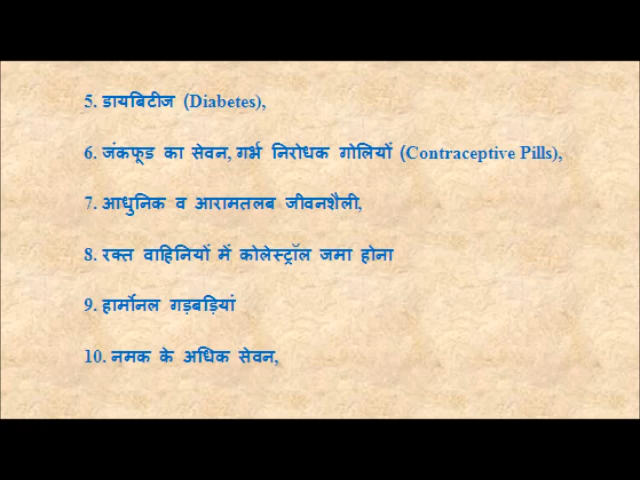 5. डायबिटीज (Diabetes),
6. जंकफूड का सेवन, गर्भ निरोधक गोलियों (Contraceptive Pills),
7. आधुनिक व आरामतलब जीवनशैली,
8. रक्त वाहिनियों में कोलेस्ट्रॉल जमा होना
9. हार्मोनल गड़बड़ियां
10. नमक के अधिक सेवन,